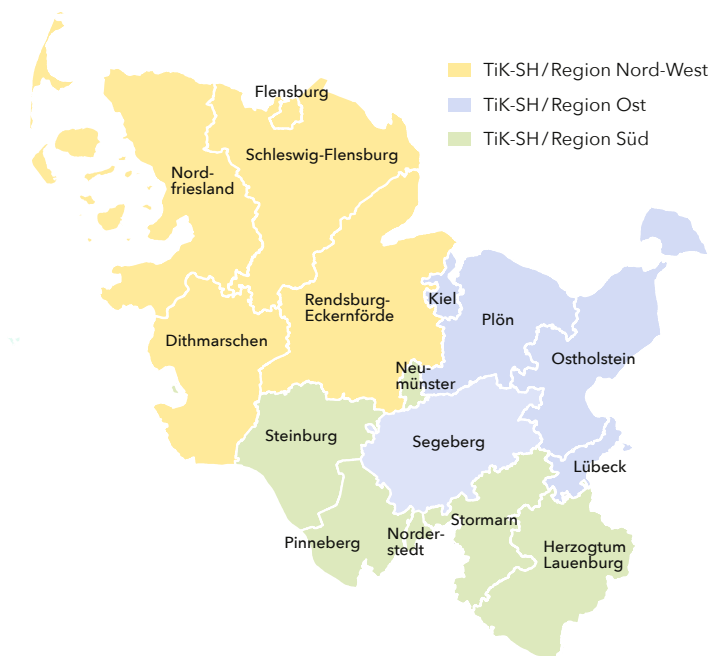 TiK-SH/Region Nord-West
TiK-SH/Region Ost
TiK-SH/Region Süd
Flensburg
Schleswig-Flensburg
Nord-
friesland
Rendsburg-
Eckernförde
Kiel
Plön
Dithmarschen
Neu-
münster
Ostholstein
Steinburg
Segeberg
Lübeck
Pinneberg
Norder-
stedt
Stormarn
Herzogtum
Lauenburg